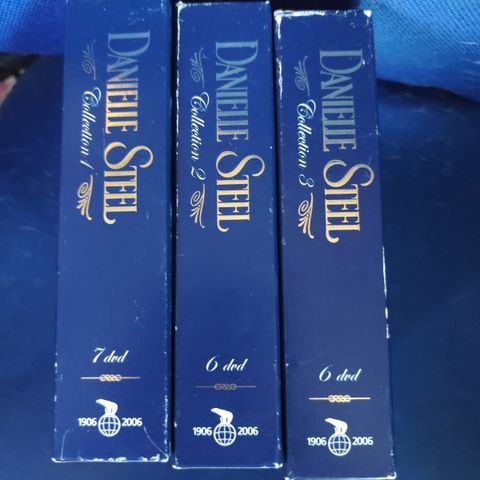 DANIELLE STEEL
Collection 1
7 dvd
1906 2006
DANIELLE STEEL
Collection 2
6 dvd
1906 2006
DANIELLE STEEL
Collection 3
6 dvd
1906 2006